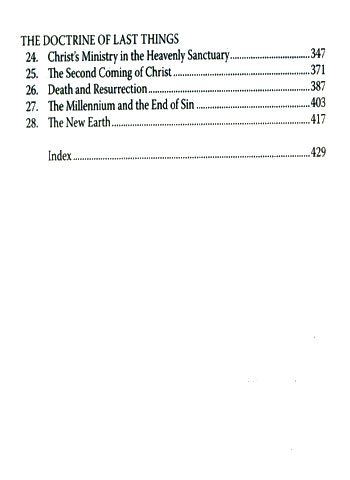 THE DOCTRINE OF LAST THINGS
24. Christ's Ministry in the Heavenly Sanctuary.................................347
25. The Second Coming of Christ.........................................................371
26. Death and Resurrection...................................................................387
27. The Millennium and the End of Sin ...............................................403
28. The New Earth.................................................................................417
Index ...................................................................................................429